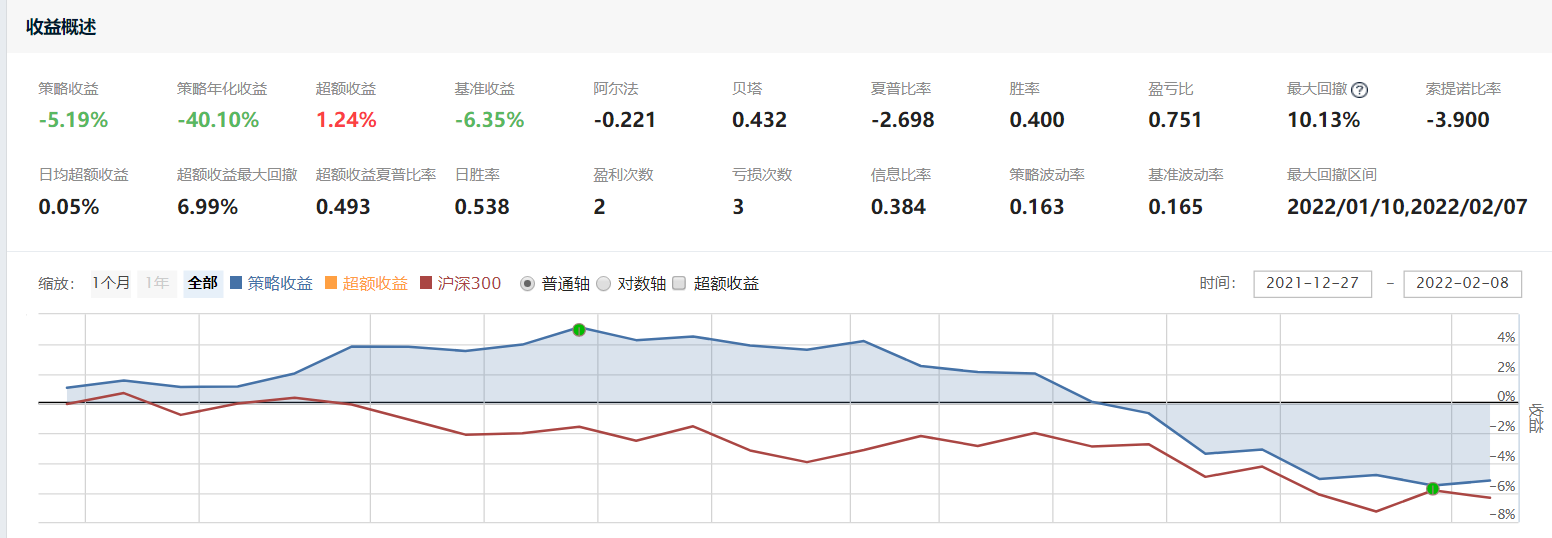 收益概述
策略收益 策略年化收益 超额收益 基准收益 阿尔法 贝塔 夏普比率 胜率 盈亏比 最大回撤 ? 索提诺比率
-5.19% -40.10% 1.24% -6.35% -0.221 0.432 -2.698 0.400 0.751 10.13% -3.900
日均超额收益 超额收益最大回撤 超额收益夏普比率 日胜率 盈利次数 亏损次数 信息比率 策略波动率 基准波动率 最大回撤区间
0.05% 6.99% 0.493 0.538 2 3 0.384 0.163 0.165 2022/01/10,2022/02/07
缩放: 1个月 1年 全部 策略收益 超额收益 沪深300 普通轴 对数轴 超额收益 时间: 2021-12-27 - 2022-02-08
4%
2%
0%
-2%
-4%
-6%
-8%
收益